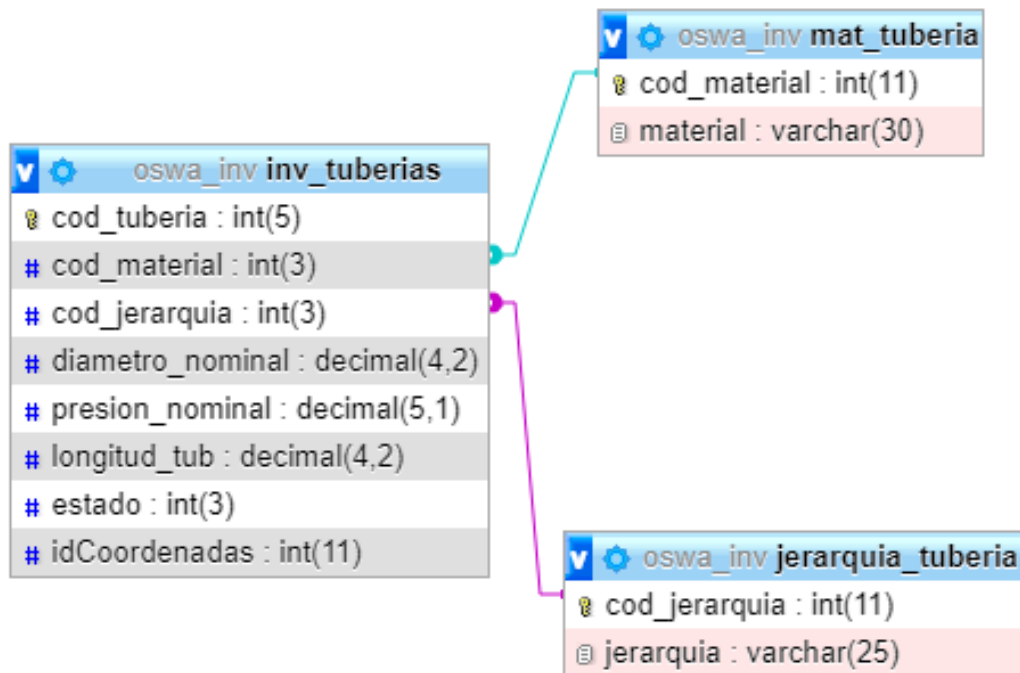 oswa_inv mat_tuberia
cod_material : int(11)
material : varchar(30)
oswa_inv inv_tuberias
cod_tuberia : int(5)
cod_material : int(3)
cod_jerarquia : int(3)
diametro_nominal : decimal(4,2)
presion_nominal : decimal(5,1)
longitud_tub : decimal(4,2)
estado : int(3)
idCoordenadas : int(11)
oswa_inv jerarquia_tuberia
cod_jerarquia : int(11)
jerarquia : varchar(25)